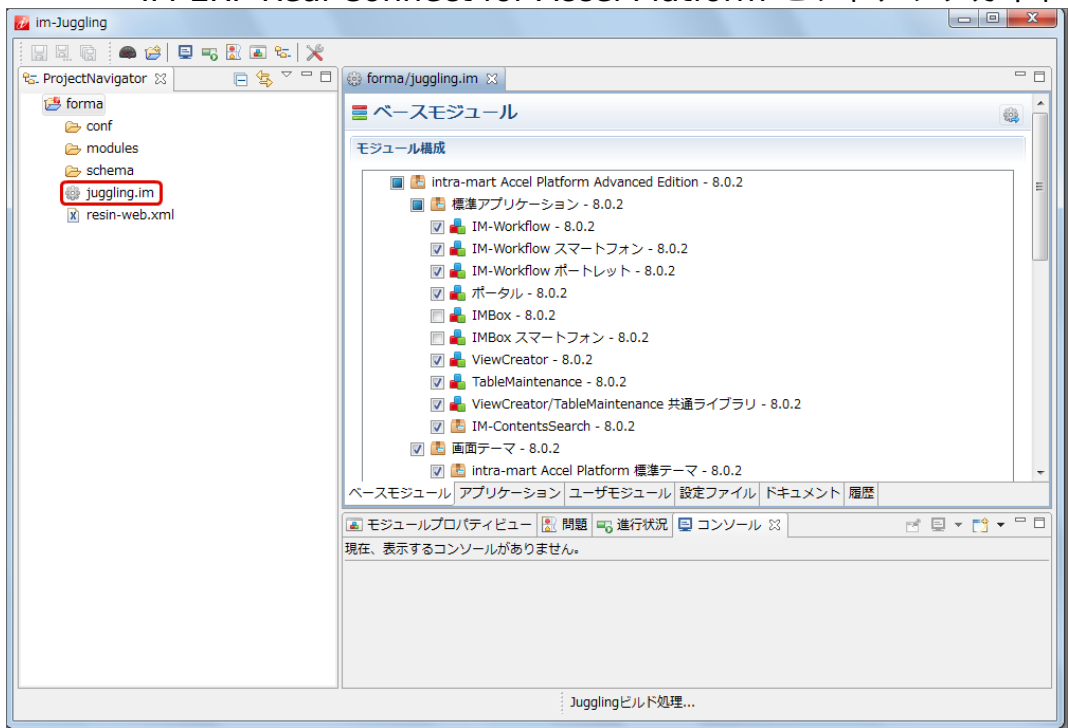 im-Juggling
ProjectNavigator
forma
conf
modules
schema
juggling.im
resin-web.xml
forma/juggling.im
ベースモジュール
モジュール構成
intra-mart Accel Platform Advanced Edition - 8.0.2
標準アプリケーション - 8.0.2
IM-Workflow - 8.0.2
IM-Workflow スマートフォン - 8.0.2
IM-Workflow ポートレット - 8.0.2
ポータル - 8.0.2
IMBox - 8.0.2
IMBox スマートフォン - 8.0.2
ViewCreator - 8.0.2
TableMaintenance - 8.0.2
ViewCreator/TableMaintenance 共通ライブラリ - 8.0.2
IM-ContentsSearch - 8.0.2
画面テーマ - 8.0.2
intra-mart Accel Platform 標準テーマ - 8.0.2
ベースモジュール アプリケーション ユーザモジュール 設定ファイル ドキュメント 履歴
モジュールプロパティビュー 問題 進行状況 コンソール
現在、表示するコンソールがありません。
Jugglingビルド処理...